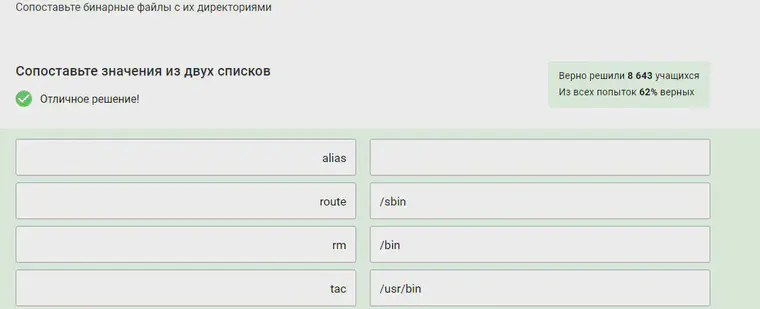 Сопоставьте бинарные файлы с их директориями
Сопоставьте значения из двух списков
Отличное решение!
Верно решили 8 643 учащихся
Из всех попыток 62% верных
alias
route /sbin
rm /bin
tac /usr/bin